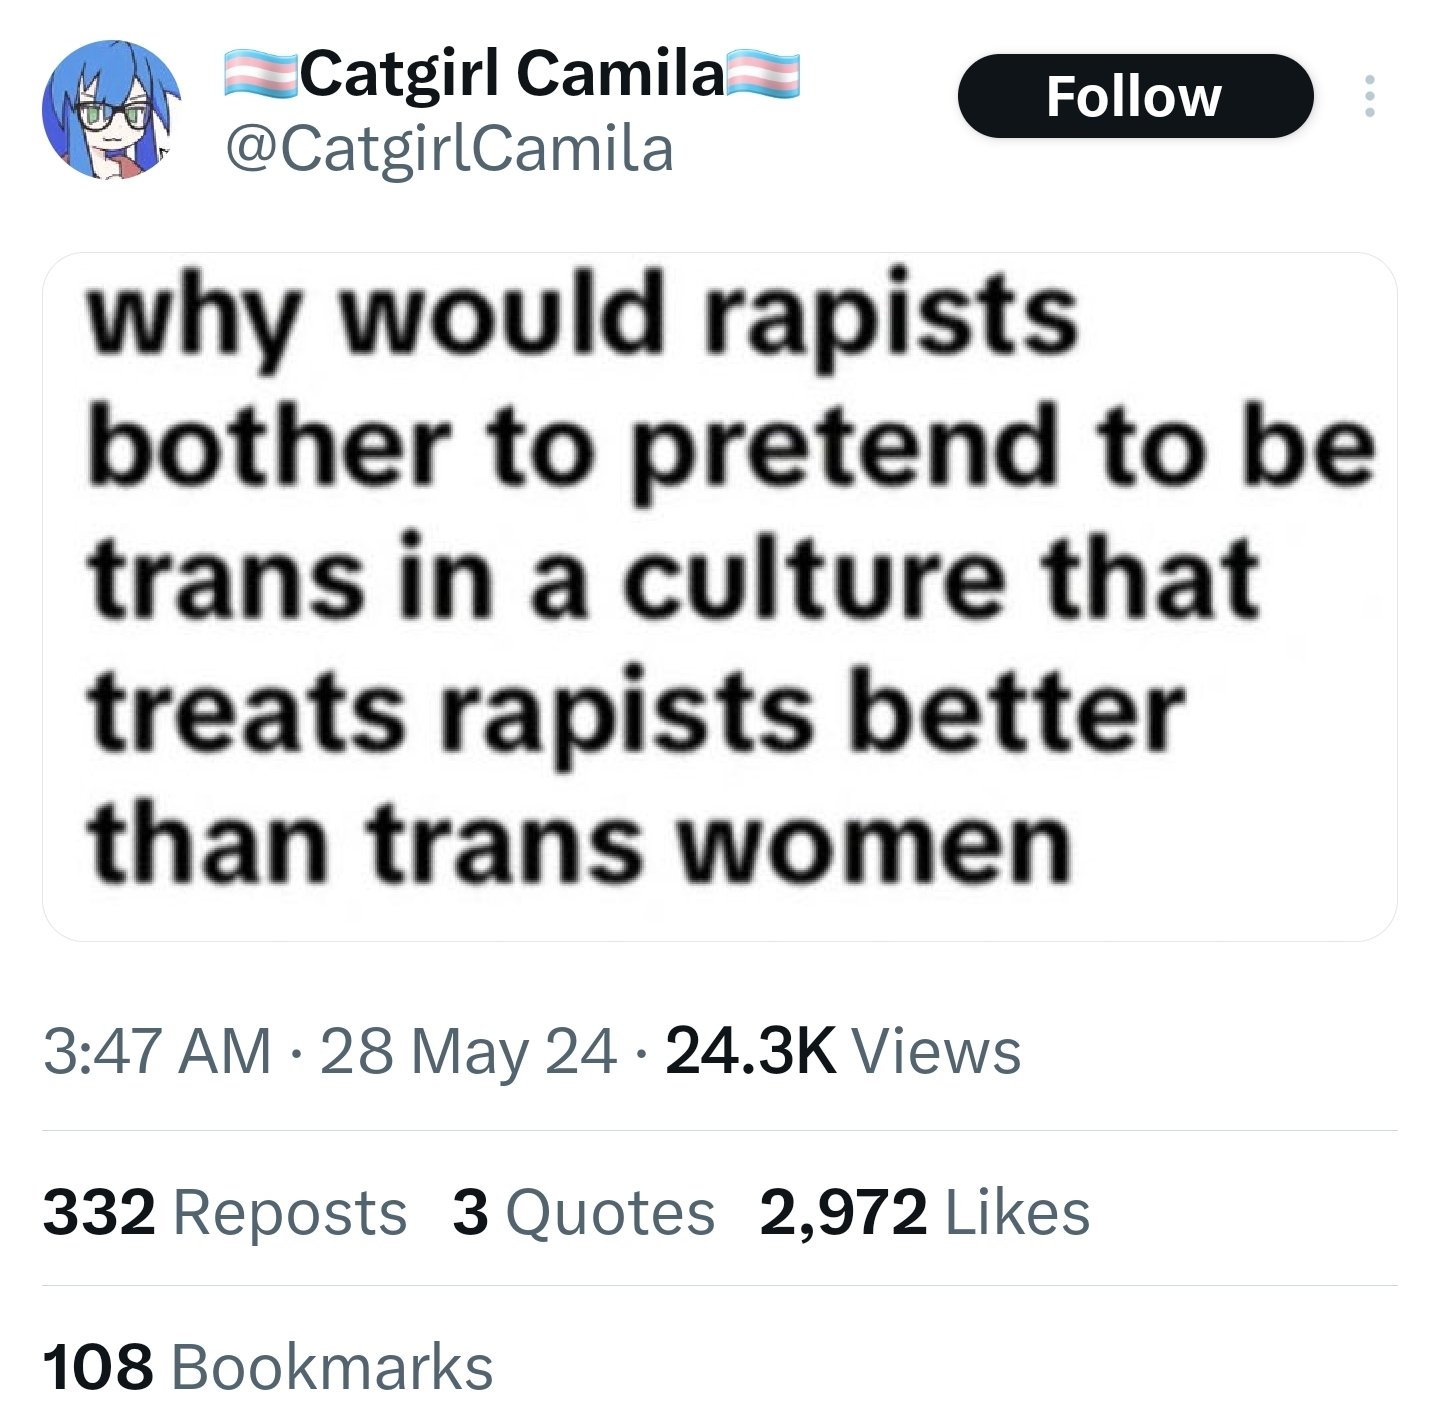 🏳️‍⚧️Catgirl Camila🏳️‍⚧️
@CatgirlCamila
Follow
why would rapists
bother to pretend to be
trans in a culture that
treats rapists better
than trans women
3:47 AM · 28 May 24 · 24.3K Views
332 Reposts 3 Quotes 2,972 Likes
108 Bookmarks